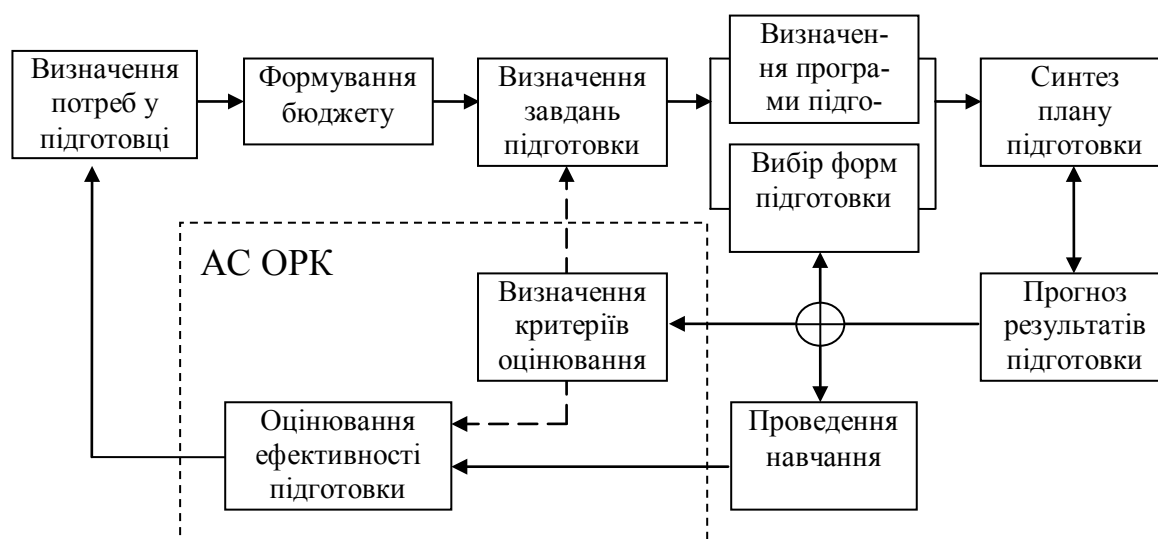 Визначення
потреб у
підготовці
Формування
бюджету
Визначення
завдань
підготовки
Визначен-
ня програ-
ми підго-
Вибір форм
підготовки
Синтез
плану
підготовки
АС ОРК
Визначення
критеріїв
оцінювання
Прогноз
результатів
підготовки
Оцінювання
ефективності
підготовки
Проведення
навчання